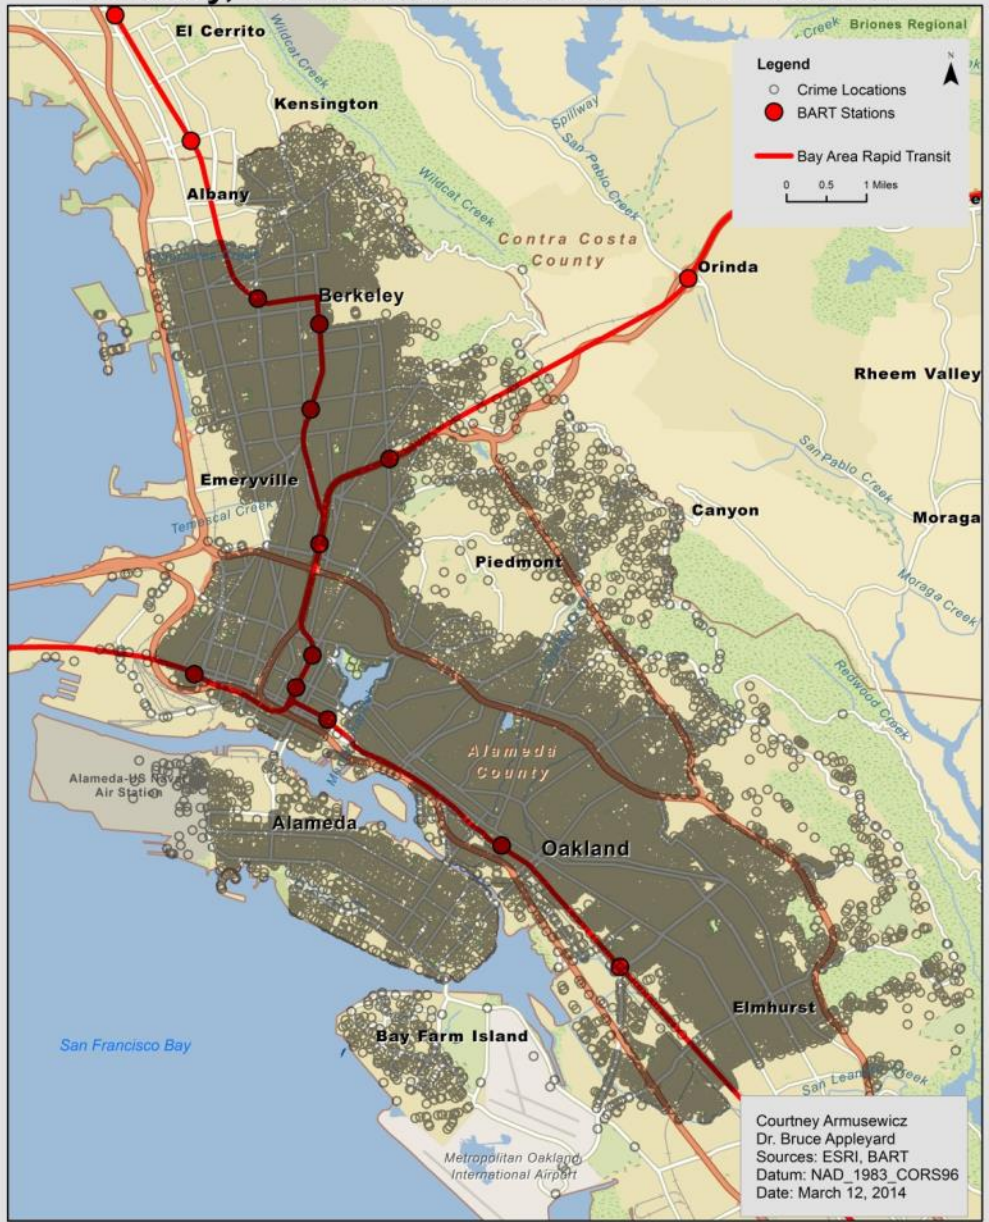 El Cerrito
Wildcat Creek
Creek
Briones Regional
Kensington
Legend
N
Crime Locations
BART Stations
Bay Area Rapid Transit
0 0.5 1 Miles
Spillway
San Pablo Creek
Wildcat Creek
Albany
Contra Costa
County
Orinda
Berkeley
Rheem Valley
San Pablo Creek
Emeryville
Temescal Creek
Canyon
Moraga
Piedmont
Moraga Creek
Redwood Creek
Alameda
County
Alameda-US Naval
Air Station
Alameda
Oakland
Elmhurst
Bay Farm Island
San Francisco Bay
San Leandro Creek
Metropolitan Oakland
International Airport
Courtney Armusewicz
Dr. Bruce Appleyard
Sources: ESRI, BART
Datum: NAD_1983_CORS96
Date: March 12, 2014